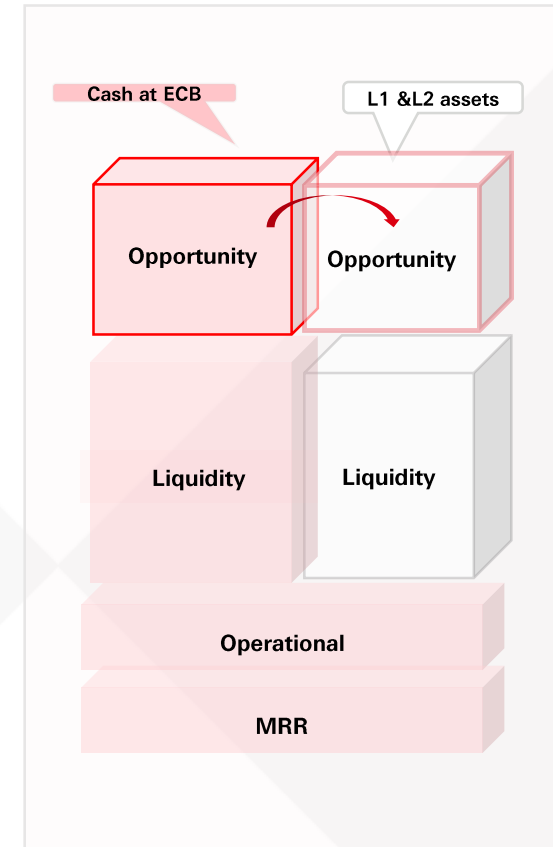 Cash at ECB
L1 &L2 assets
Opportunity
Opportunity
Liquidity
Liquidity
Operational
MRR